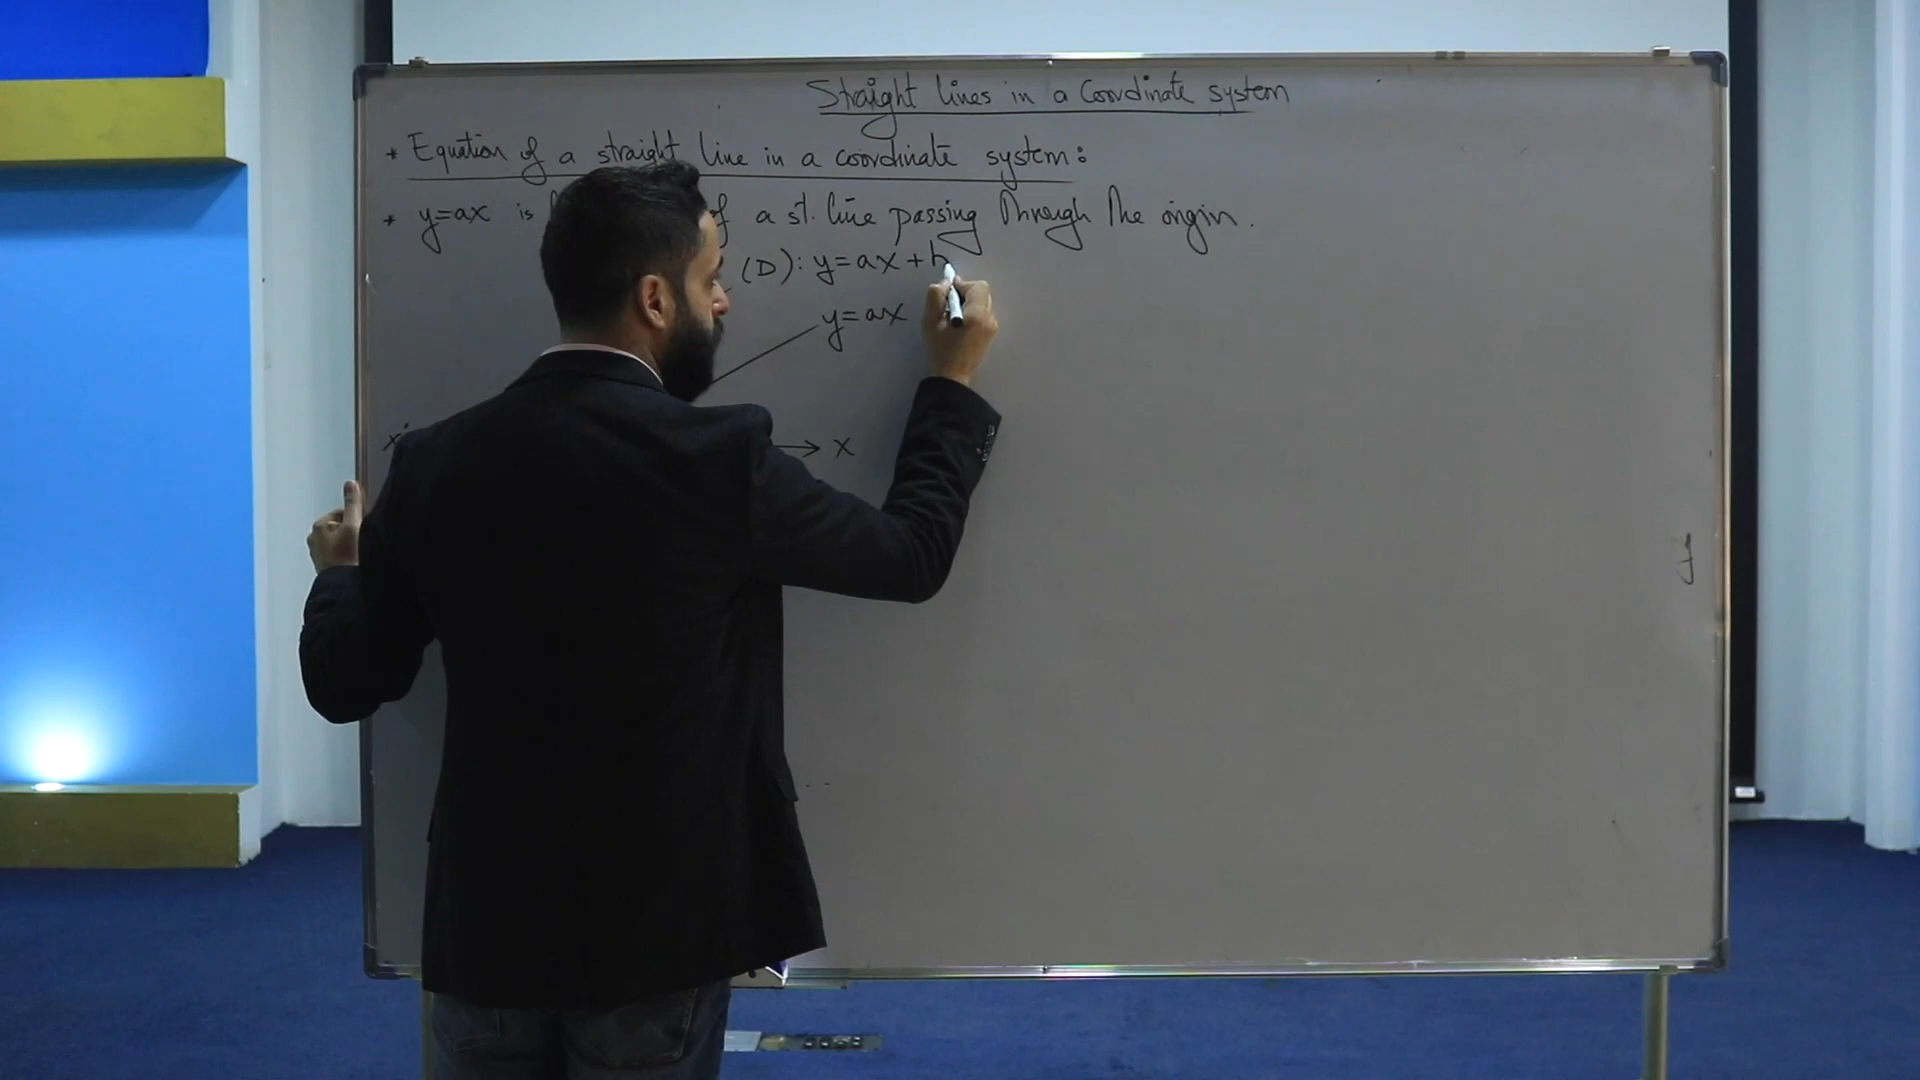 Straight lines in a coordinate system
* Equation of a straight line in a coordinate system:
* y=ax is of a st. line passing through the origin.
(D): y=ax+b
y=ax
x' x